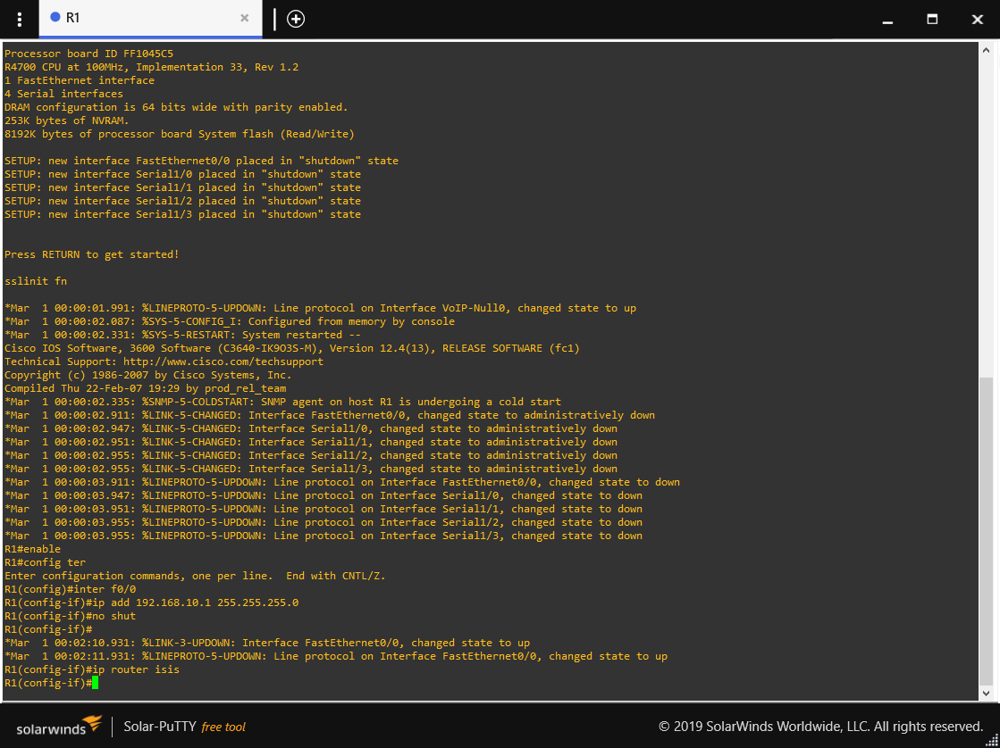 R1
Processor board ID FF1045C5
R4700 CPU at 100MHz, Implementation 33, Rev 1.2
1 FastEthernet interface
4 Serial interfaces
DRAM configuration is 64 bits wide with parity enabled.
253K bytes of NVRAM.
8192K bytes of processor board System flash (Read/Write)
SETUP: new interface FastEthernet0/0 placed in "shutdown" state
SETUP: new interface Serial1/0 placed in "shutdown" state
SETUP: new interface Serial1/1 placed in "shutdown" state
SETUP: new interface Serial1/2 placed in "shutdown" state
SETUP: new interface Serial1/3 placed in "shutdown" state
Press RETURN to get started!
sslinit fn
*Mar  1 00:00:01.991: %LINEPROTO-5-UPDOWN: Line protocol on Interface VoIP-Null0, changed state to up
*Mar  1 00:00:02.087: %SYS-5-CONFIG_I: Configured from memory by console
*Mar  1 00:00:02.331: %SYS-5-RESTART: System restarted --
Cisco IOS Software, 3600 Software (C3640-IK9O3S-M), Version 12.4(13), RELEASE SOFTWARE (fc1)
Technical Support: http://www.cisco.com/techsupport
Copyright (c) 1986-2007 by Cisco Systems, Inc.
Compiled Thu 22-Feb-07 19:29 by prod_rel_team
*Mar  1 00:00:02.335: %SNMP-5-COLDSTART: SNMP agent on host R1 is undergoing a cold start
*Mar  1 00:00:02.911: %LINK-5-CHANGED: Interface FastEthernet0/0, changed state to administratively down
*Mar  1 00:00:02.947: %LINK-5-CHANGED: Interface Serial1/0, changed state to administratively down
*Mar  1 00:00:02.951: %LINK-5-CHANGED: Interface Serial1/1, changed state to administratively down
*Mar  1 00:00:02.955: %LINK-5-CHANGED: Interface Serial1/2, changed state to administratively down
*Mar  1 00:00:02.955: %LINK-5-CHANGED: Interface Serial1/3, changed state to administratively down
*Mar  1 00:00:03.911: %LINEPROTO-5-UPDOWN: Line protocol on Interface FastEthernet0/0, changed state to down
*Mar  1 00:00:03.947: %LINEPROTO-5-UPDOWN: Line protocol on Interface Serial1/0, changed state to down
*Mar  1 00:00:03.951: %LINEPROTO-5-UPDOWN: Line protocol on Interface Serial1/1, changed state to down
*Mar  1 00:00:03.955: %LINEPROTO-5-UPDOWN: Line protocol on Interface Serial1/2, changed state to down
*Mar  1 00:00:03.955: %LINEPROTO-5-UPDOWN: Line protocol on Interface Serial1/3, changed state to down
R1#enable
R1#config ter
Enter configuration commands, one per line.  End with CNTL/Z.
R1(config)#inter f0/0
R1(config-if)#ip add 192.168.10.1 255.255.255.0
R1(config-if)#no shut
R1(config-if)#
*Mar  1 00:02:10.931: %LINK-3-UPDOWN: Interface FastEthernet0/0, changed state to up
*Mar  1 00:02:11.931: %LINEPROTO-5-UPDOWN: Line protocol on Interface FastEthernet0/0, changed state to up
R1(config-if)#ip router isis
R1(config-if)#
solarwinds Solar-PuTTY free tool © 2019 SolarWinds Worldwide, LLC. All rights reserved.